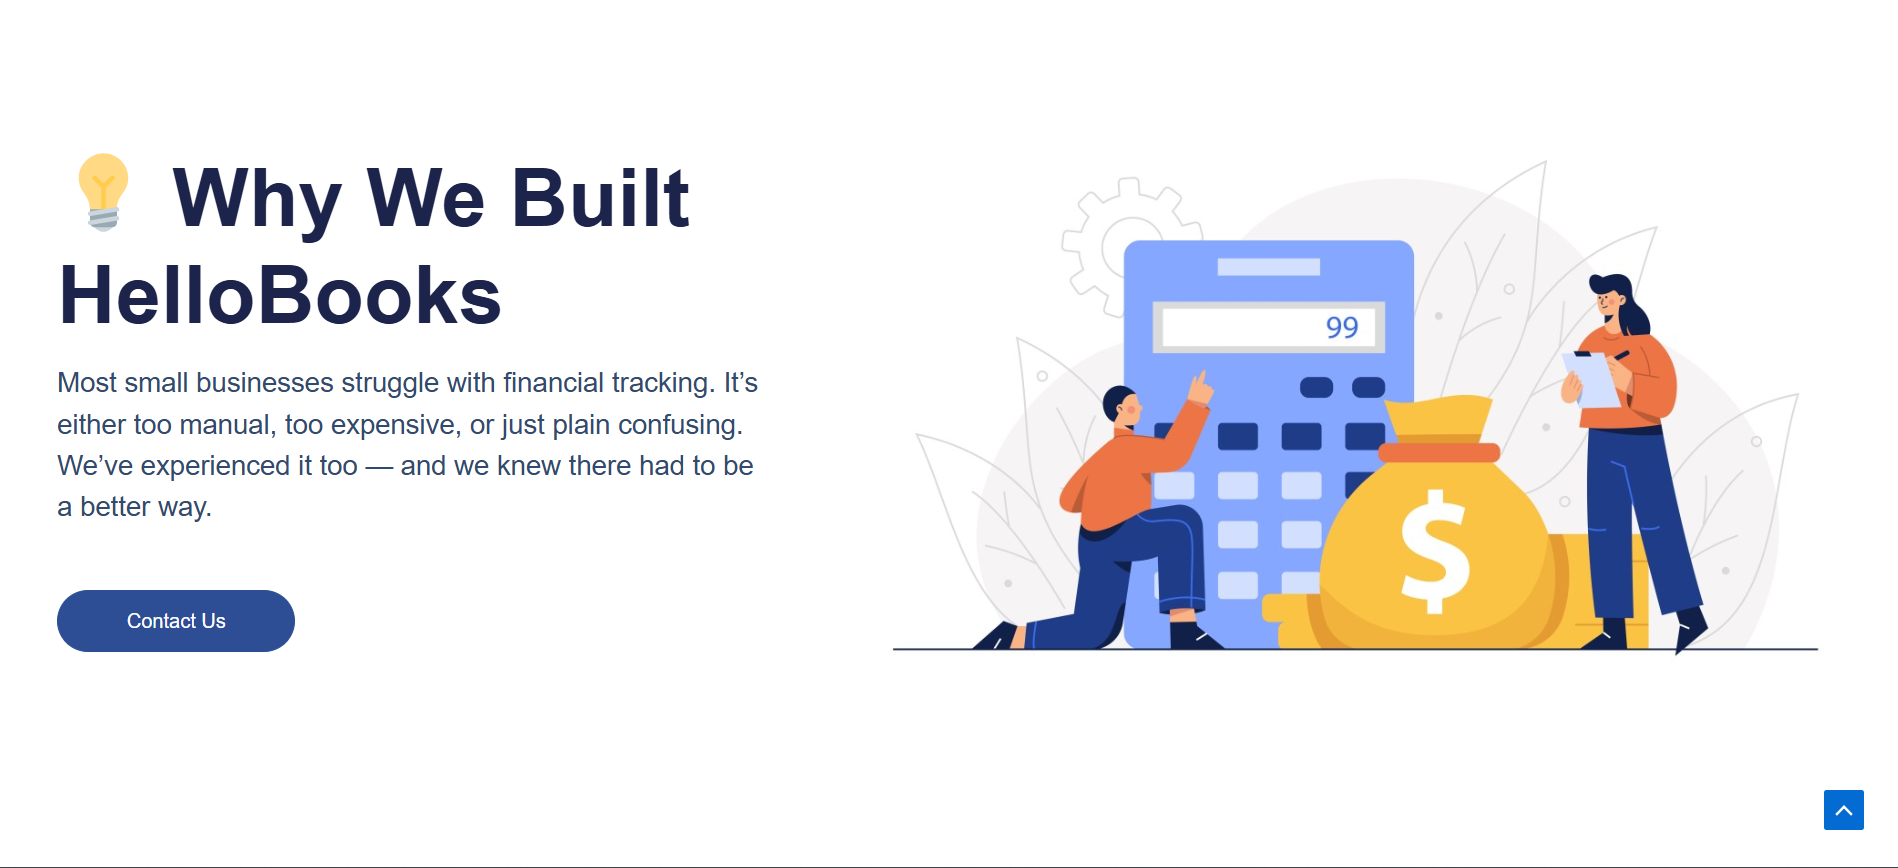 💡 Why We Built
HelloBooks
Most small businesses struggle with financial tracking. It’s
either too manual, too expensive, or just plain confusing.
We’ve experienced it too — and we knew there had to be
a better way.
Contact Us
99
$